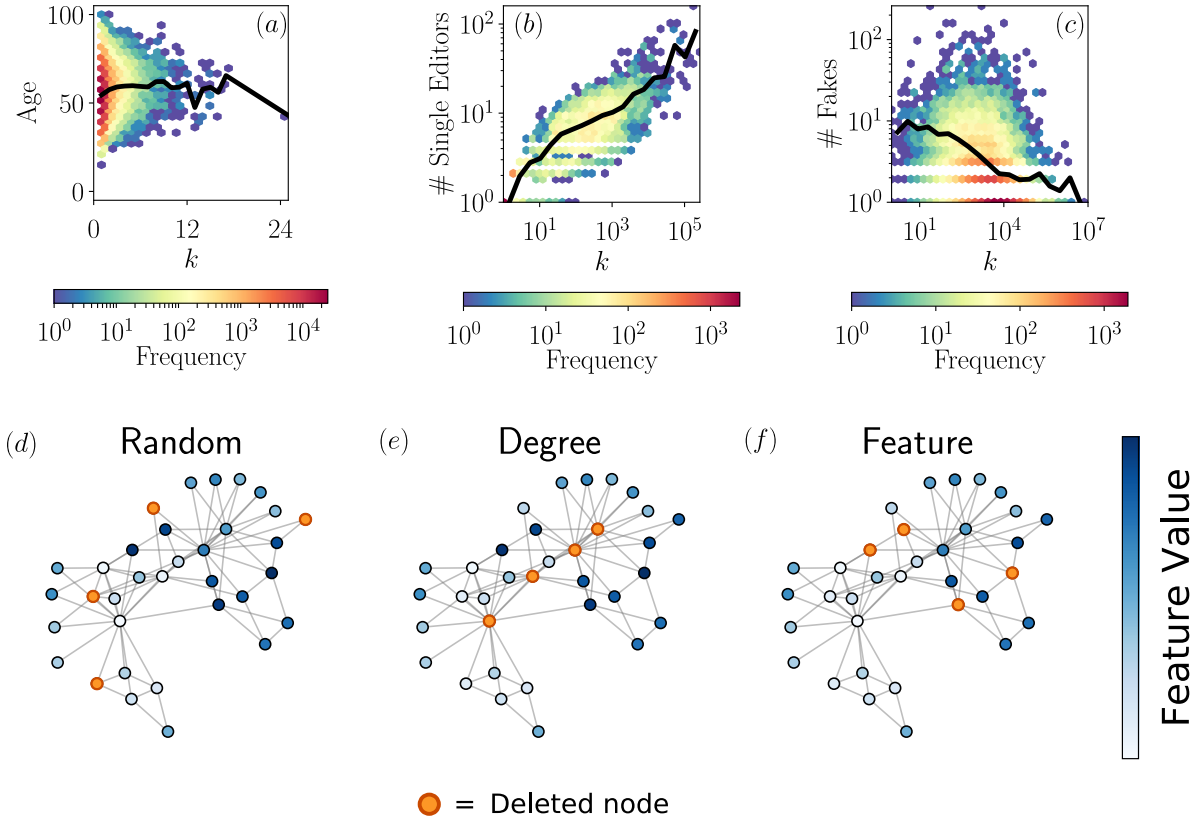 (a)
100
50
0
Age
0 12 24
k
10^0 10^1 10^2 10^3 10^4
Frequency
(b)
10^2
10^1
10^0
# Single Editors
10^1 10^3 10^5
k
10^0 10^1 10^2 10^3
Frequency
(c)
10^2
10^1
10^0
# Fakes
10^1 10^4 10^7
k
10^0 10^1 10^2 10^3
Frequency
(d) Random
(e) Degree
(f) Feature
Feature Value
= Deleted node